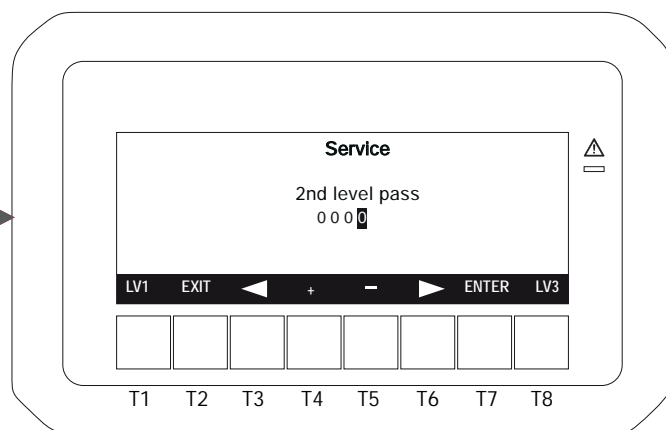 Service
2nd level pass
0000
LV1 EXIT + − ENTER LV3
T1 T2 T3 T4 T5 T6 T7 T8